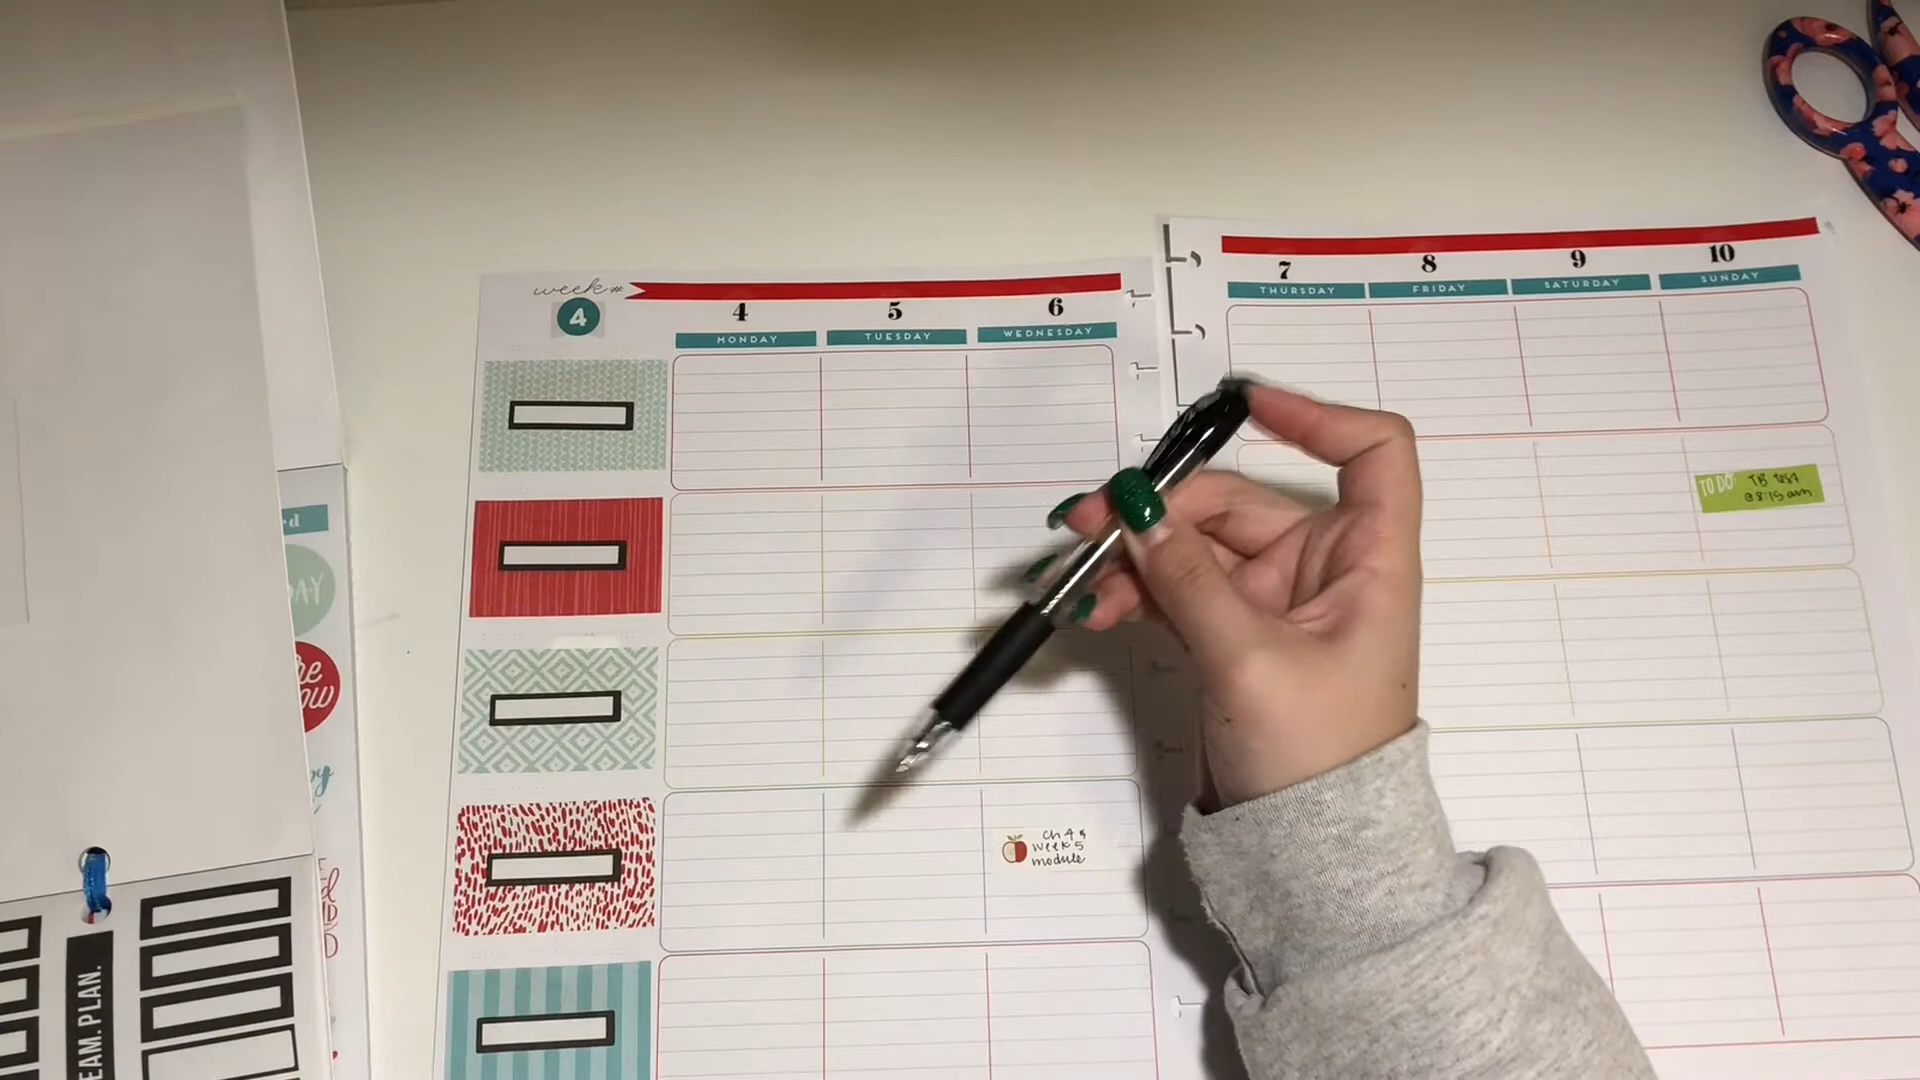 week #
4
4
5
6
MONDAY
TUESDAY
WEDNESDAY
7
8
9
10
THURSDAY
FRIDAY
SATURDAY
SUNDAY
TO DO
TB test
@ 8:15 am
ch 4 &
week 5
module
EAM. PLAN.